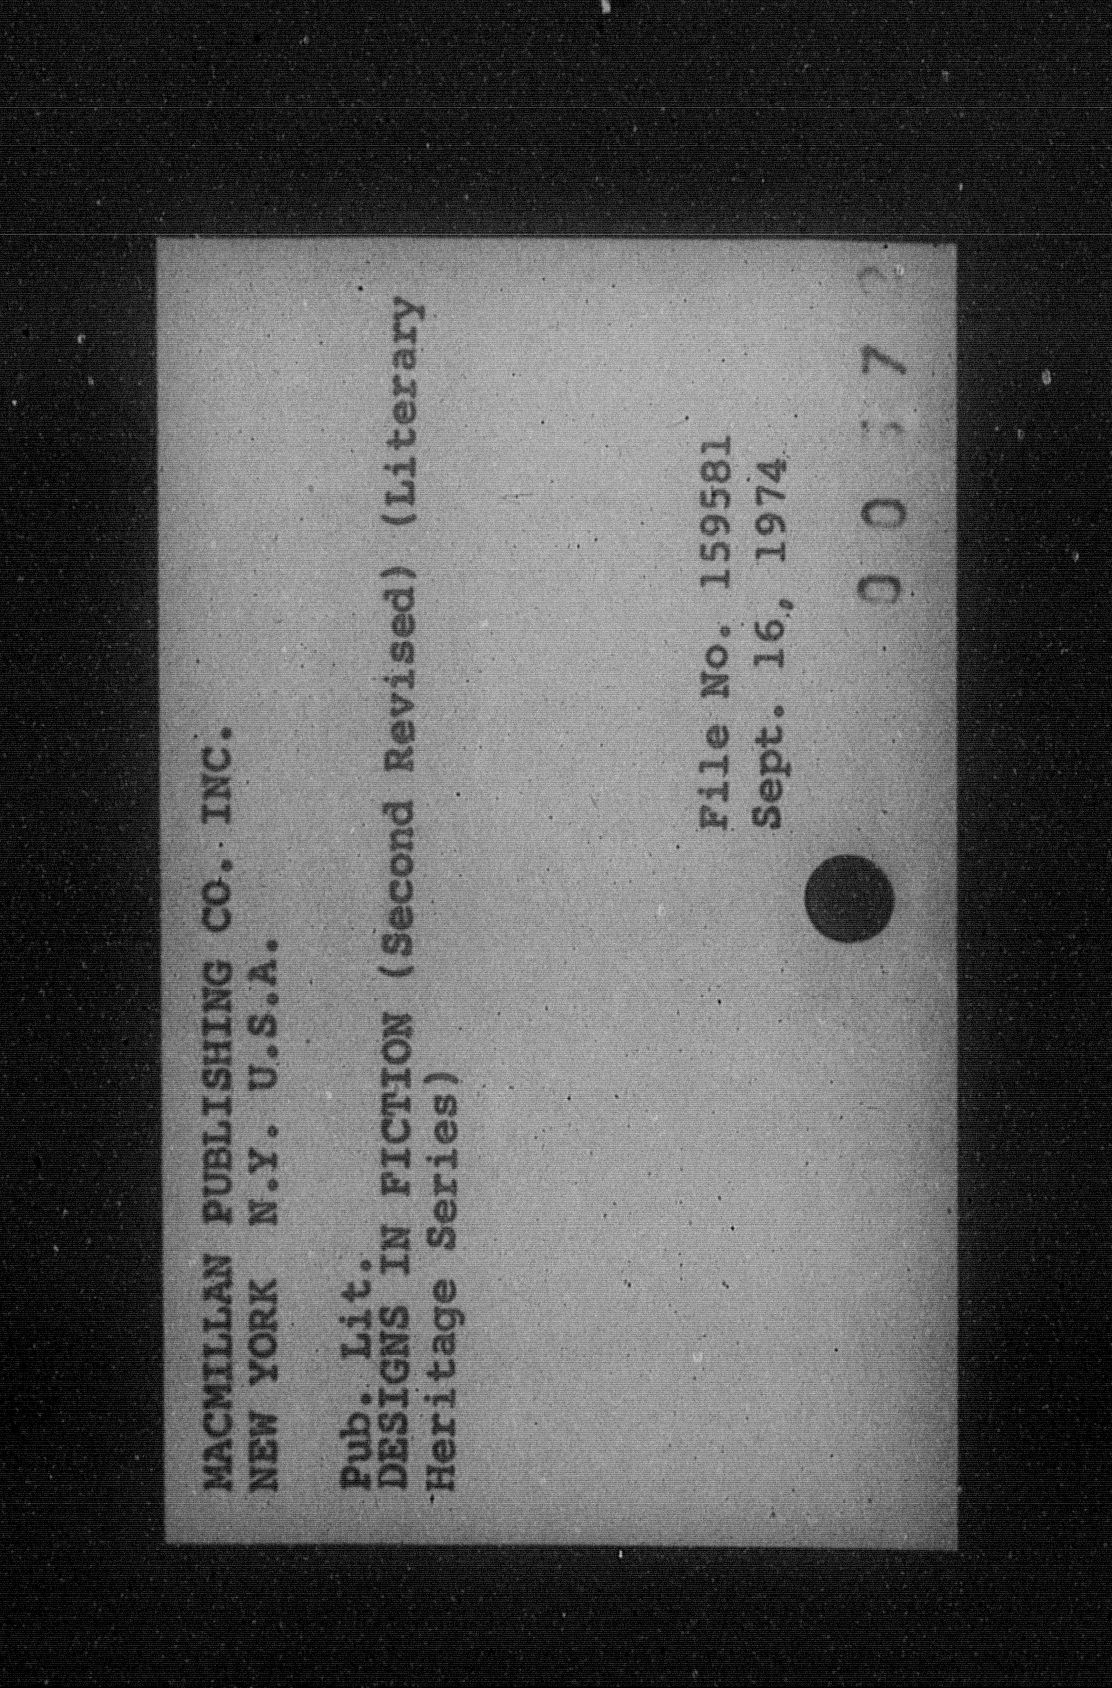 MACMILLAN PUBLISHING CO. INC.
NEW YORK N.Y. U.S.A.
Pub. Lit.
DESIGNS IN FICTION (Second Revised) (Literary
Heritage Series)
File No. 159581
Sept. 16, 1974